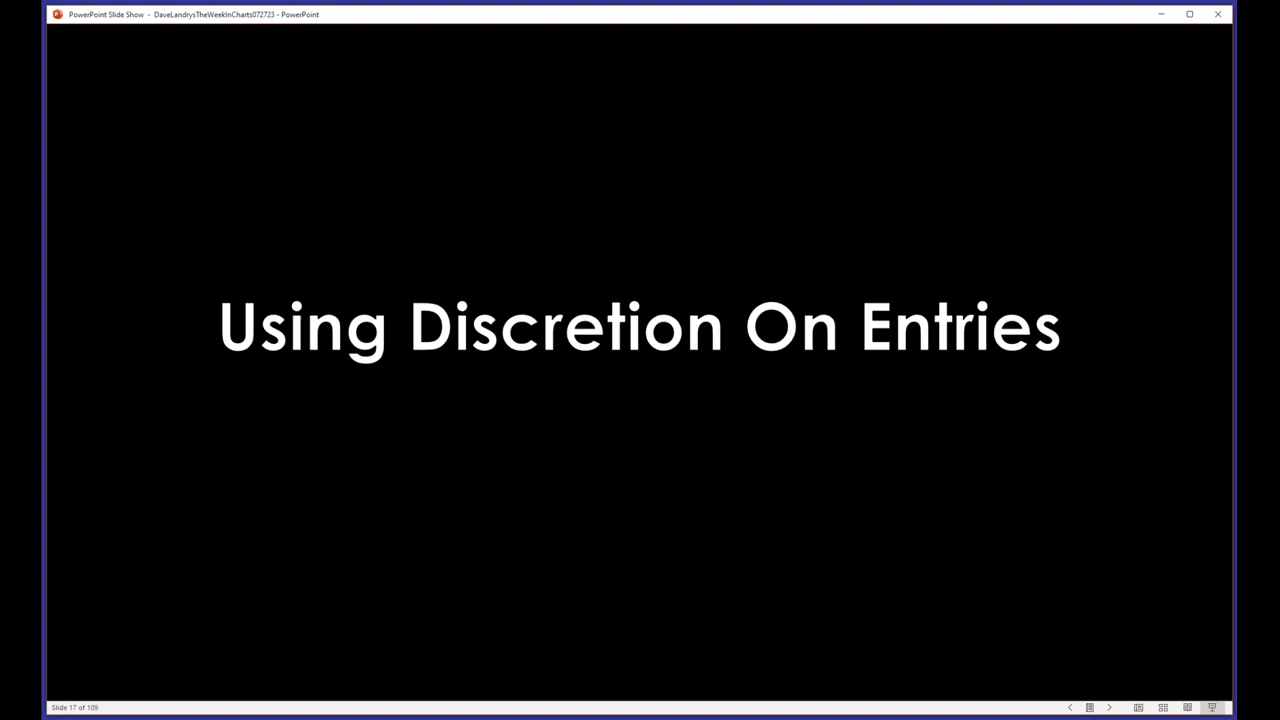 PowerPoint Slide Show - DaveLandrysTheWeekInCharts072723 - PowerPoint
Using Discretion On Entries
Slide 17 of 109